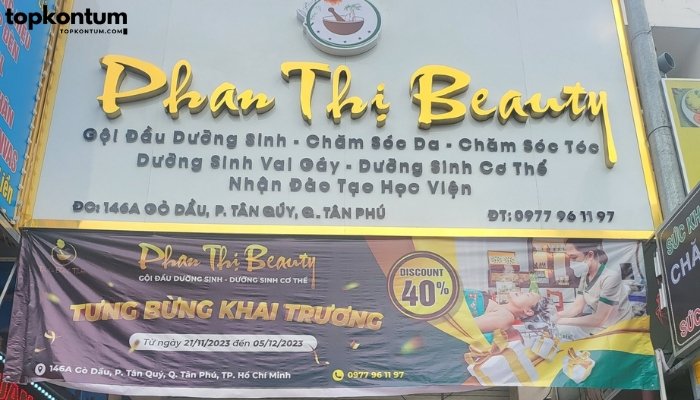 topkontum
TOPKONTUM.COM
Phan Thị Beauty
Gội Đầu Dưỡng Sinh - Chăm Sóc Da - Chăm Sóc Tóc
Dưỡng Sinh Vai Gáy - Dưỡng Sinh Cơ Thể
Nhận Đào Tạo Học Viện
ĐC: 146A GÒ DẦU, P. TÂN QUÝ, Q. TÂN PHÚ ĐT: 0977 96 11 97
Phan Thị Beauty
GỘI ĐẦU DƯỠNG SINH - DƯỠNG SINH CƠ THỂ
DISCOUNT
40%
TƯNG BỪNG KHAI TRƯƠNG
Từ ngày 21/11/2023 đến 05/12/2023
146A Gò Dầu, P. Tân Quý, Q. Tân Phú, TP. Hồ Chí Minh 0977 96 11 97
SỨC
CHA
SỨC